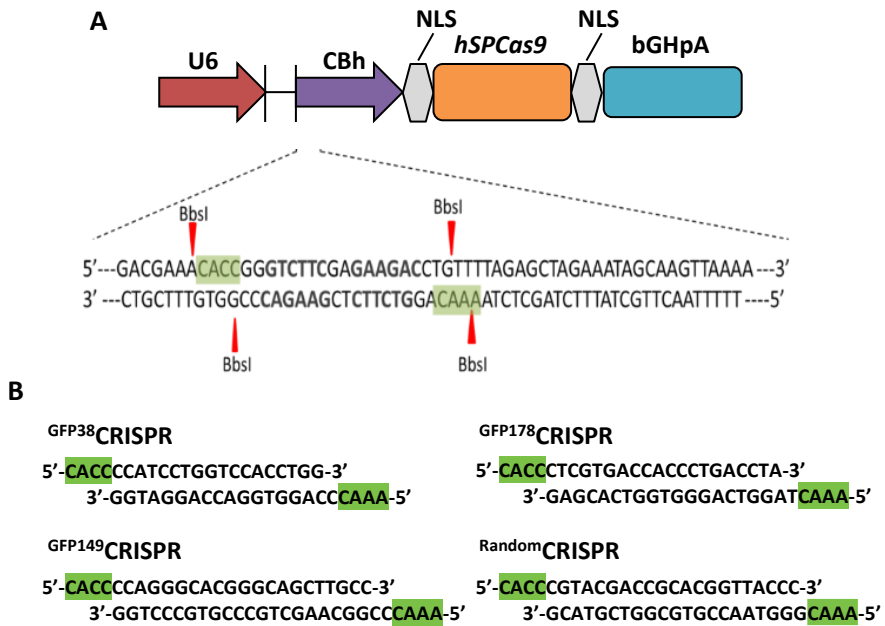 A
U6
CBh
NLS
hSPCas9
NLS
bGHpA
BbsI
BbsI
5’---GACGAAACACCGGGTCTTCGAGAAGACCTGTTTTAGAGCTAGAAATAGCAAGTTAAAA---3’
3’ ---CTGCTTTGTGGCCCAGAAGCTCTTCTGGACAAAATCTCGATCTTTATCGTTCAATTTTT ----5’
BbsI
BbsI
B
GFP38CRISPR
5’-CACCCCATCCTGGTCCACCTGG-3’
3’-GGTAGGACCAGGTGGACCCAAA-5’
GFP178CRISPR
5’-CACCCTCGTGACCACCCTGACCTA-3’
3’-GAGCACTGGTGGGACTGGATCAAA-5’
GFP149CRISPR
5’-CACCCCAGGGCACGGGCAGCTTGCC-3’
3’-GGTCCCGTGCCCGTCGAACGGCCCAAA-5’
RandomCRISPR
5’-CACCCGTACGACCGCACGGTTACCC-3’
3’-GCATGCTGGCGTGCCAATGGGCAAA-5’